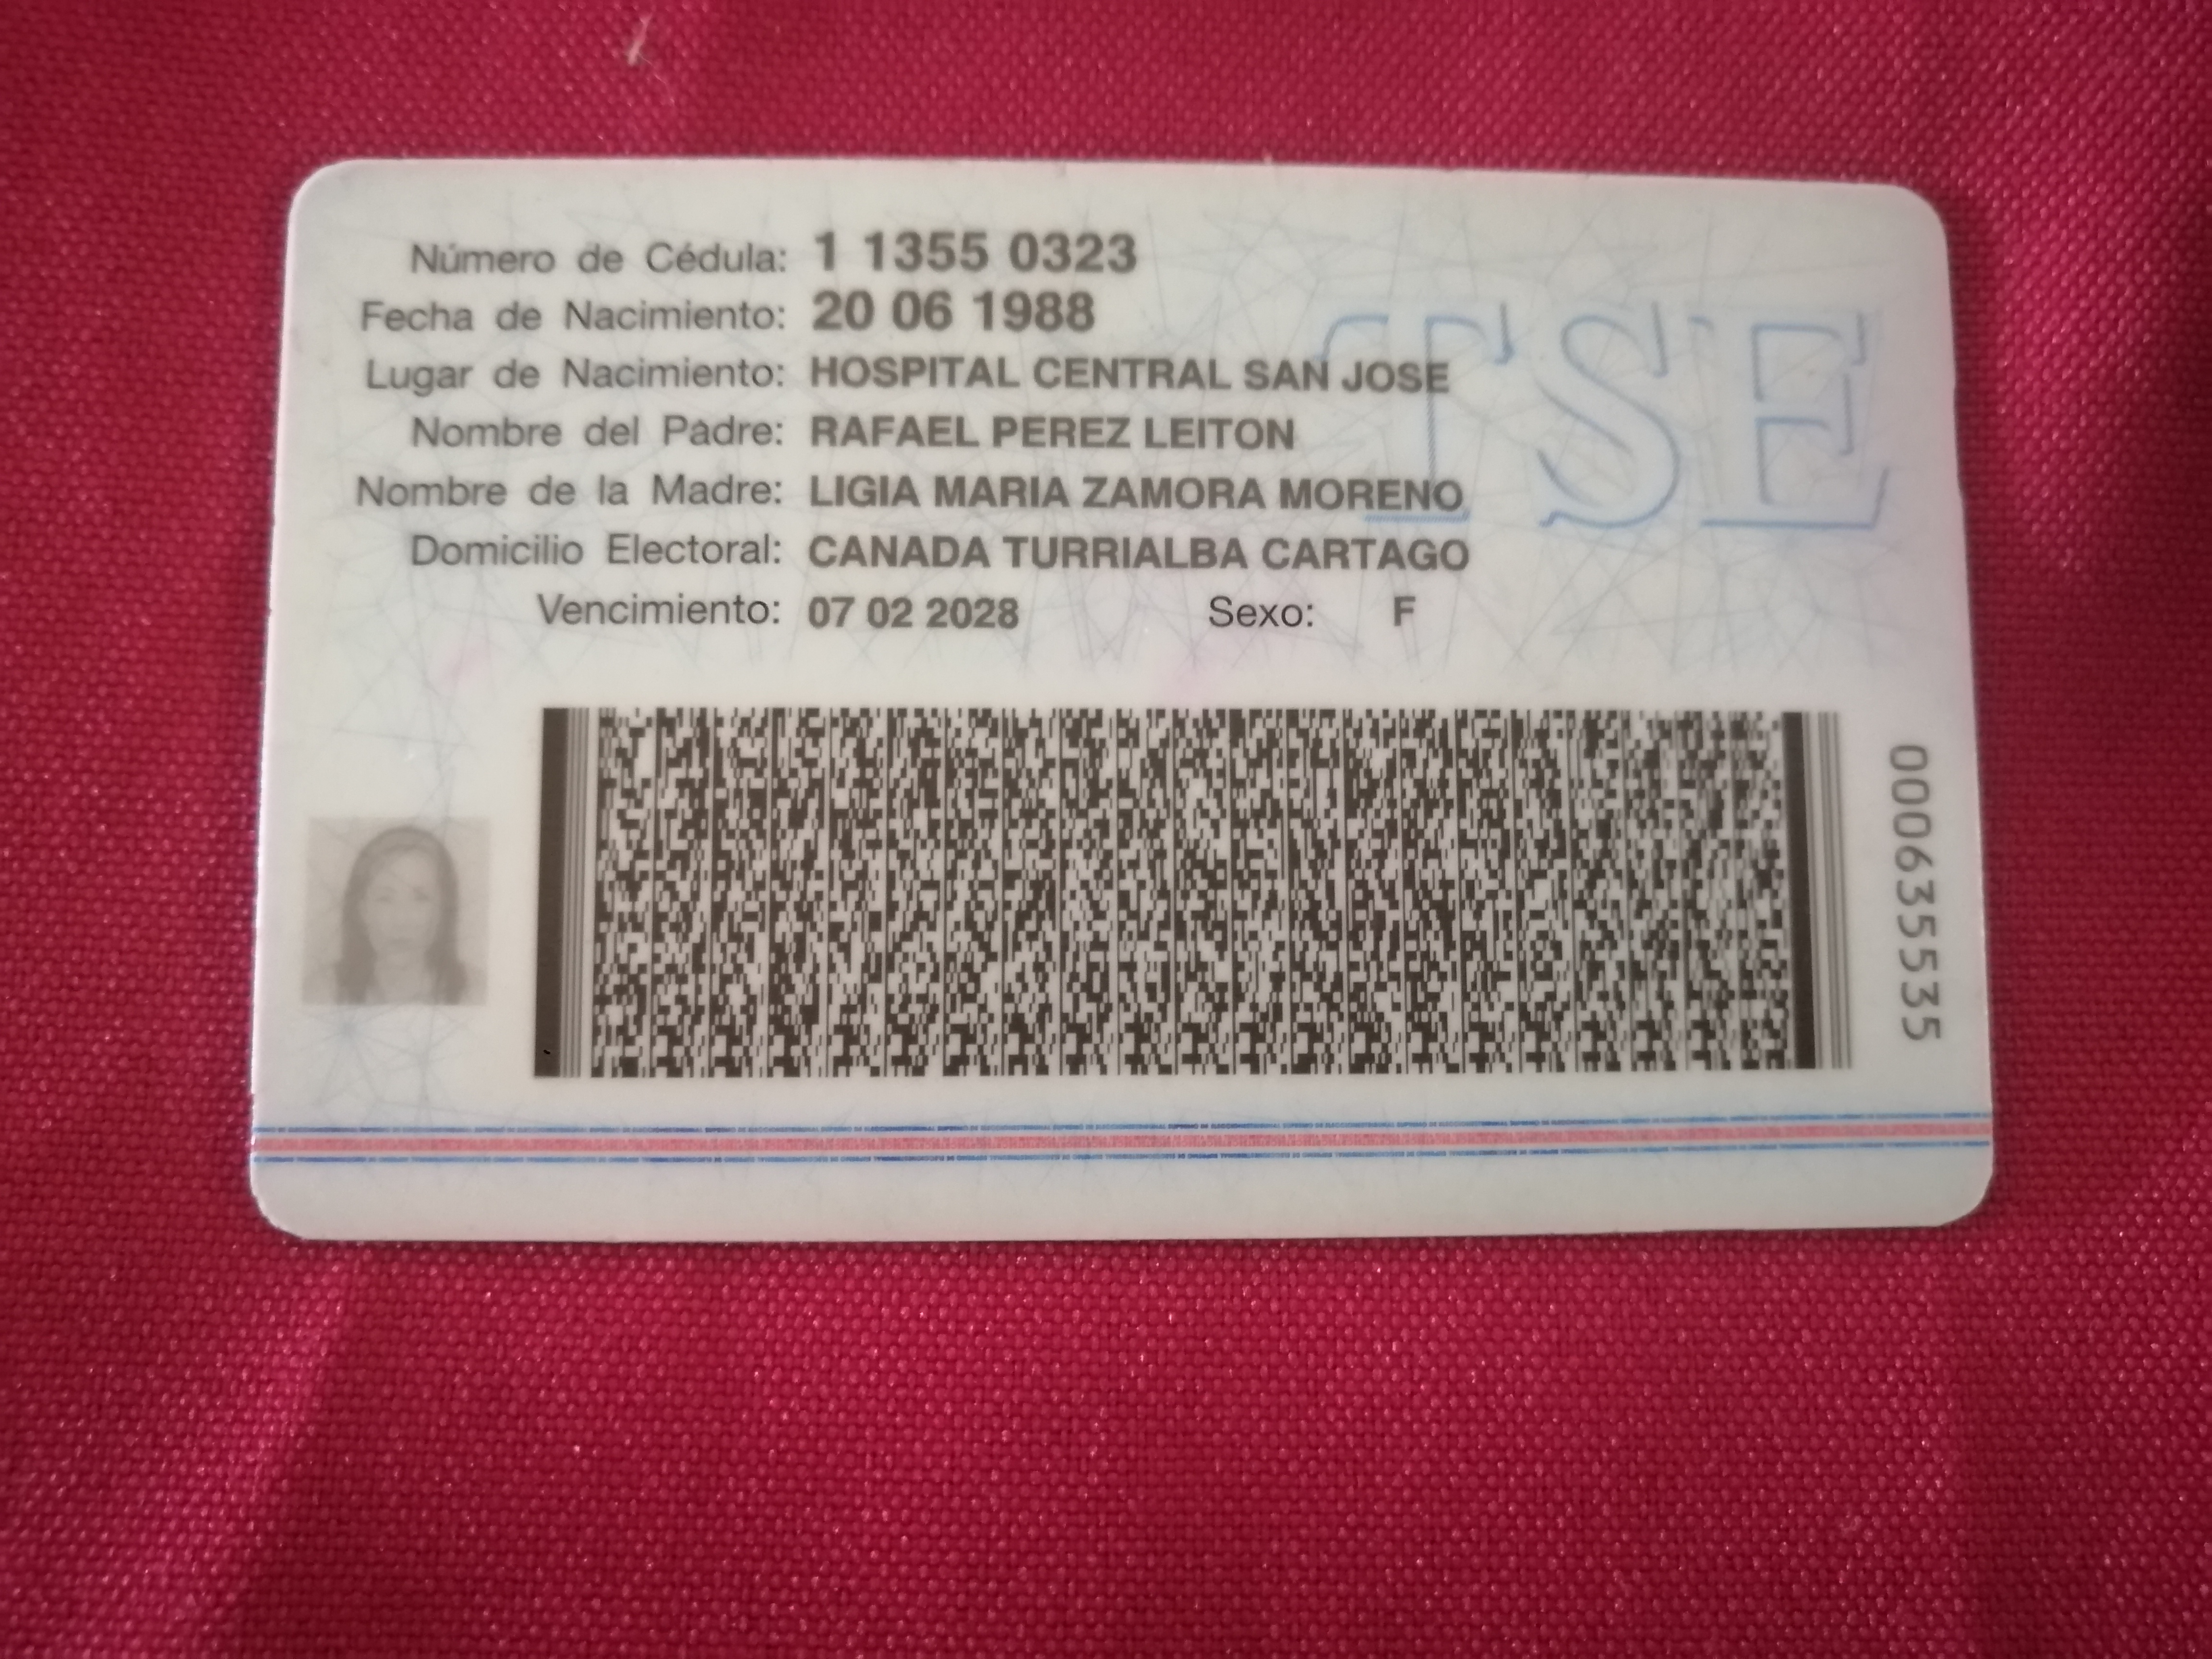 Número de Cédula: 1 1355 0323
Fecha de Nacimiento: 20 06 1988
Lugar de Nacimiento: HOSPITAL CENTRAL SAN JOSE
Nombre del Padre: RAFAEL PEREZ LEITON
Nombre de la Madre: LIGIA MARIA ZAMORA MORENO
Domicilio Electoral: CANADA TURRIALBA CARTAGO
Vencimiento: 07 02 2028 Sexo: F
TSE
000635535